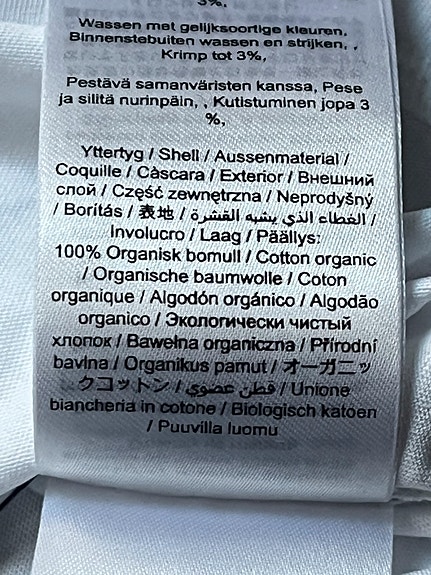 3%,
Wassen met gelijksoortige kleuren,
Binnenstebuiten wassen en strijken, ,
Krimp tot 3%,
Pestävä samanväristen kanssa, Pese
ja silitä nurinpäin, , Kutistuminen jopa 3
%,
Yttertyg / Shell / Aussenmaterial /
Coquille / Càscara / Exterior / Внешний
слой / Część zewnętrzna / Neprodyšný
/ Borítás / 表地 / الغطاء الذي يشبه القشرة /
Involucro / Laag / Päällys:
100% Organisk bomull / Cotton organic
/ Organische baumwolle / Coton
organique / Algodón orgánico / Algodão
organico / Экологически чистый
хлопок / Bawełna organiczna / Přírodní
bavlna / Organikus pamut / オーガニッ
クコットン / قطن عضوي / Unione
biancheria in cotone / Biologisch katoen
/ Puuvilla luomu